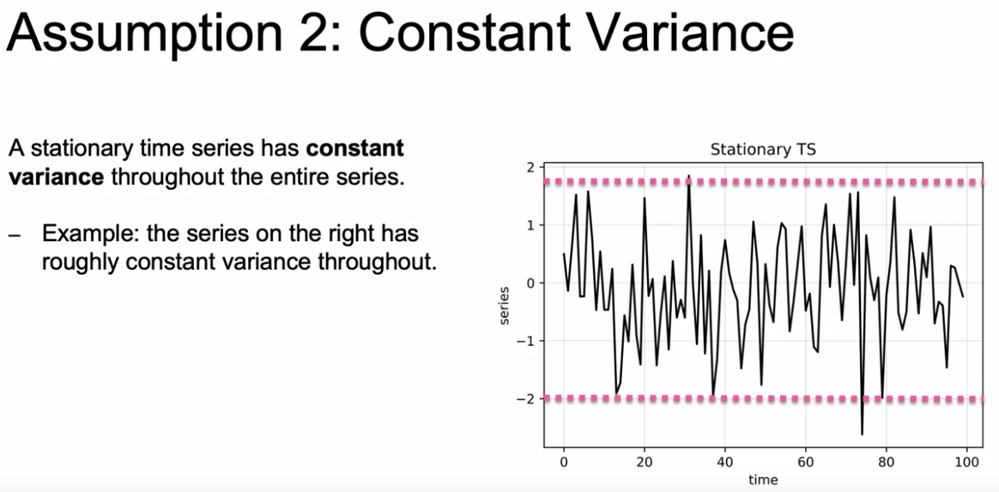 Assumption 2: Constant Variance
A stationary time series has constant
variance throughout the entire series.
– Example: the series on the right has
roughly constant variance throughout.
Stationary TS
2
1
0
−1
−2
series
0 20 40 60 80 100
time